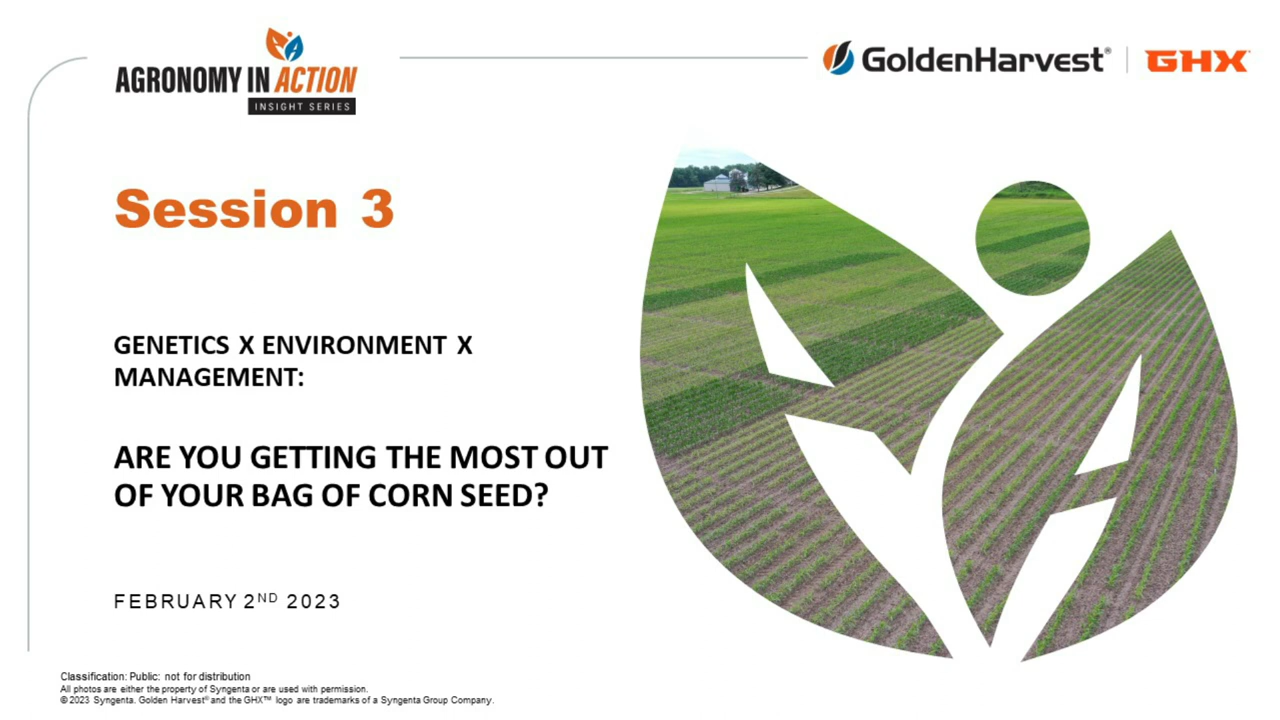 AGRONOMY IN ACTION
INSIGHT SERIES
GoldenHarvest® | GHX
Session 3
GENETICS X ENVIRONMENT X
MANAGEMENT:
ARE YOU GETTING THE MOST OUT
OF YOUR BAG OF CORN SEED?
FEBRUARY 2ND 2023
Classification: Public: not for distribution
All photos are either the property of Syngenta or are used with permission.
© 2023 Syngenta. Golden Harvest® and the GHX™ logo are trademarks of a Syngenta Group Company.